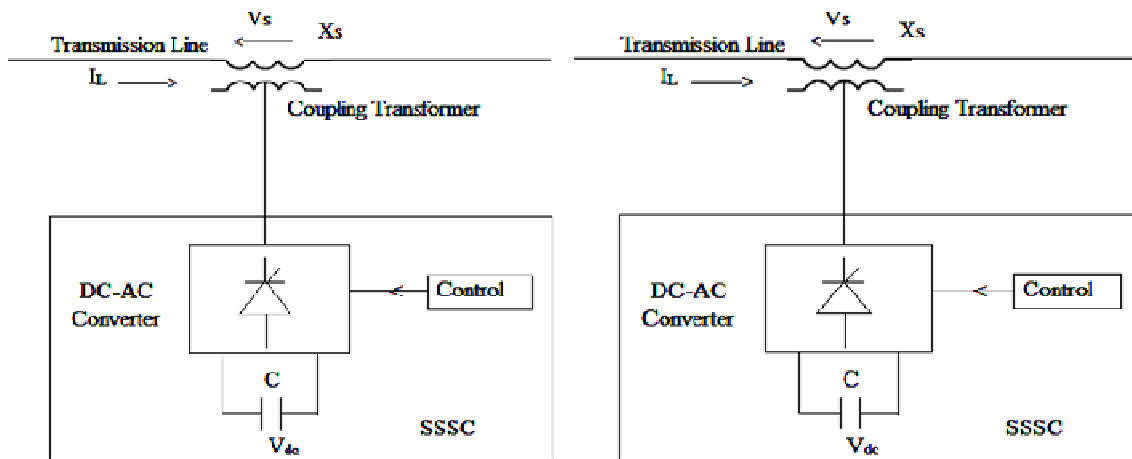 Vs
Xs
Transmission Line
IL
Coupling Transformer
DC-AC
Converter
Control
C
Vdc
SSSC
Vs
Xs
Transmission Line
IL
Coupling Transformer
DC-AC
Converter
Control
C
Vdc
SSSC